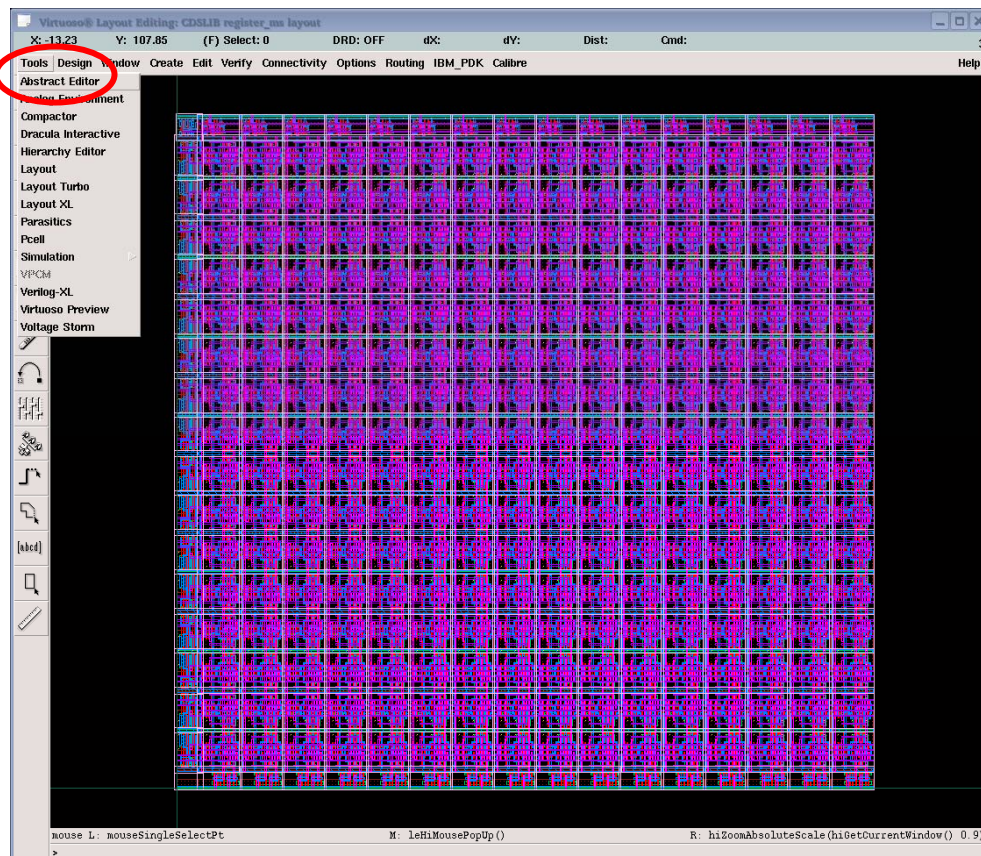 Virtuoso® Layout Editing: CDSLIB register_ms layout
X: -13.23 Y: 107.85 (F) Select: 0 DRD: OFF dX: dY: Dist: Cmd:
Tools Design Window Create Edit Verify Connectivity Options Routing IBM_PDK Calibre Help
Abstract Editor
Analog Environment
Compactor
Dracula Interactive
Hierarchy Editor
Layout
Layout Turbo
Layout XL
Parasitics
Pcell
Simulation
VPCM
Verilog-XL
Virtuoso Preview
Voltage Storm
[abcd]
mouse L: mouseSingleSelectPt M: leHiMousePopUp() R: hiZoomAbsoluteScale(hiGetCurrentWindow() 0.9)
>